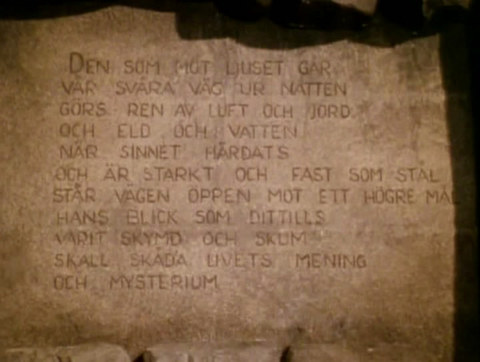 DEN SOM MOT LJUSET GÅR
VÅR SVÅRA VÄG UR NATTEN
GÖRS REN AV LUFT OCH JORD
OCH ELD OCH VATTEN
NÄR SINNET HÄRDATS
OCH ÄR STARKT OCH FAST SOM STÅL
STÅR VÄGEN ÖPPEN MOT ETT HÖGRE MÅL
HANS BLICK SOM DITTILLS
VARIT SKYMD OCH SKUM
SKALL SKÅDA LIVETS MENING
OCH MYSTERIUM